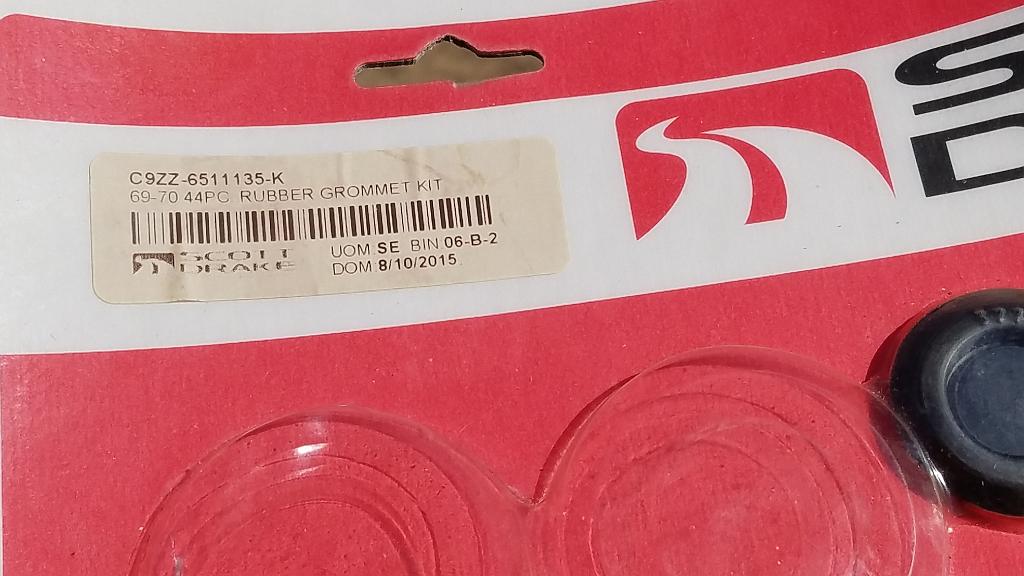 C9ZZ-6511135-K
69-70 44PC. RUBBER GROMMET KIT
SCOTT DRAKE
UOM:SE BIN:06-B-2
DOM:8/10/2015
S
D